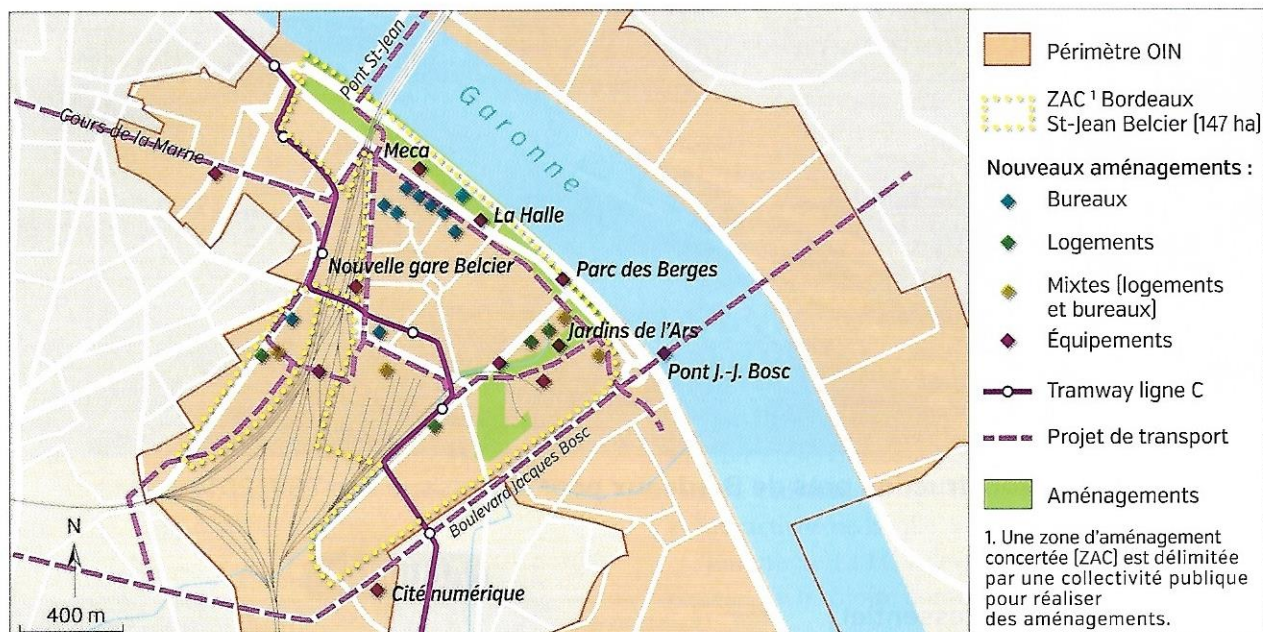 Pont St-Jean
Garonne
Cours de la Marne
Meca
La Halle
Nouvelle gare Belcier
Parc des Berges
Jardins de l'Ars
Pont J.-J. Bosc
Boulevard Jacques Bosc
Cité numérique
N
400 m
Périmètre OIN
ZAC ¹ Bordeaux
St-Jean Belcier [147 ha]
Nouveaux aménagements :
Bureaux
Logements
Mixtes [logements
et bureaux]
Équipements
Tramway ligne C
Projet de transport
Aménagements
1. Une zone d'aménagement
concertée [ZAC] est délimitée
par une collectivité publique
pour réaliser
des aménagements.